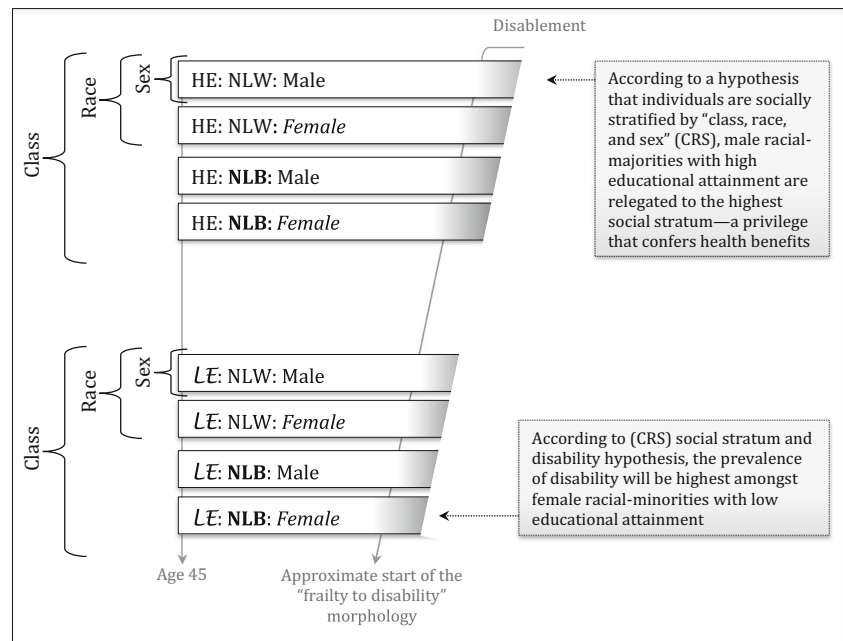 Disablement
Class
Race
Sex
HE: NLW: Male
HE: NLW: Female
HE: NLB: Male
HE: NLB: Female
According to a hypothesis
that individuals are socially
stratified by “class, race,
and sex” (CRS), male racial-
majorities with high
educational attainment are
relegated to the highest
social stratum—a privilege
that confers health benefits
Class
Race
Sex
LE: NLW: Male
LE: NLW: Female
LE: NLB: Male
LE: NLB: Female
According to (CRS) social stratum and
disability hypothesis, the prevalence
of disability will be highest amongst
female racial-minorities with low
educational attainment
Age 45
Approximate start of the
“frailty to disability”
morphology